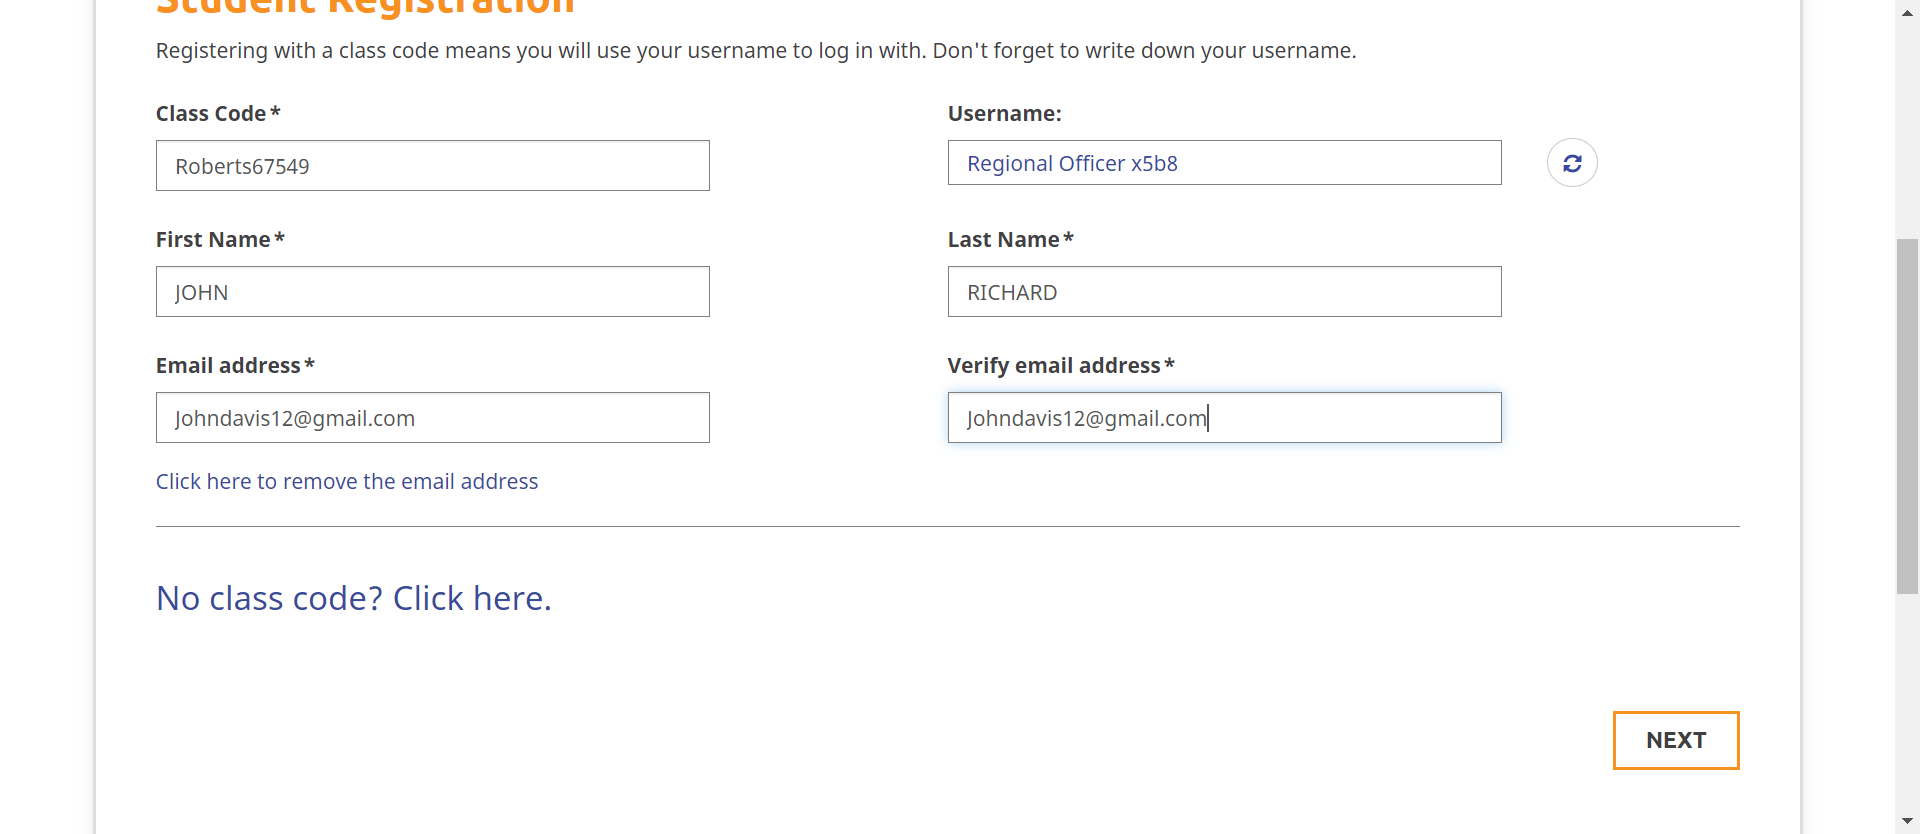 Student Registration
Registering with a class code means you will use your username to log in with. Don't forget to write down your username.
Class Code*
Username:
Roberts67549
Regional Officer x5b8
First Name*
Last Name*
JOHN
RICHARD
Email address*
Verify email address*
Johndavis12@gmail.com
Johndavis12@gmail.com
Click here to remove the email address
No class code? Click here.
NEXT